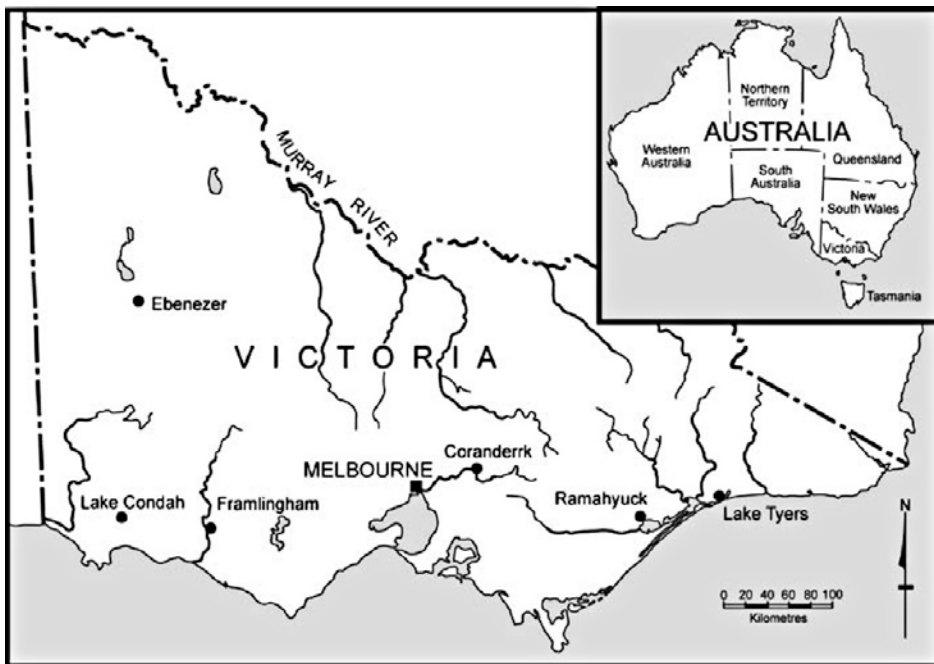 MURRAY RIVER
Ebenezer
VICTORIA
Coranderrk
MELBOURNE
Lake Condah
Framlingham
Ramahyuck
Lake Tyers
N
0 20 40 60 80 100
Kilometres
Northern
Territory
AUSTRALIA
Western
Australia
South
Australia
Queensland
New
South Wales
Victoria
Tasmania